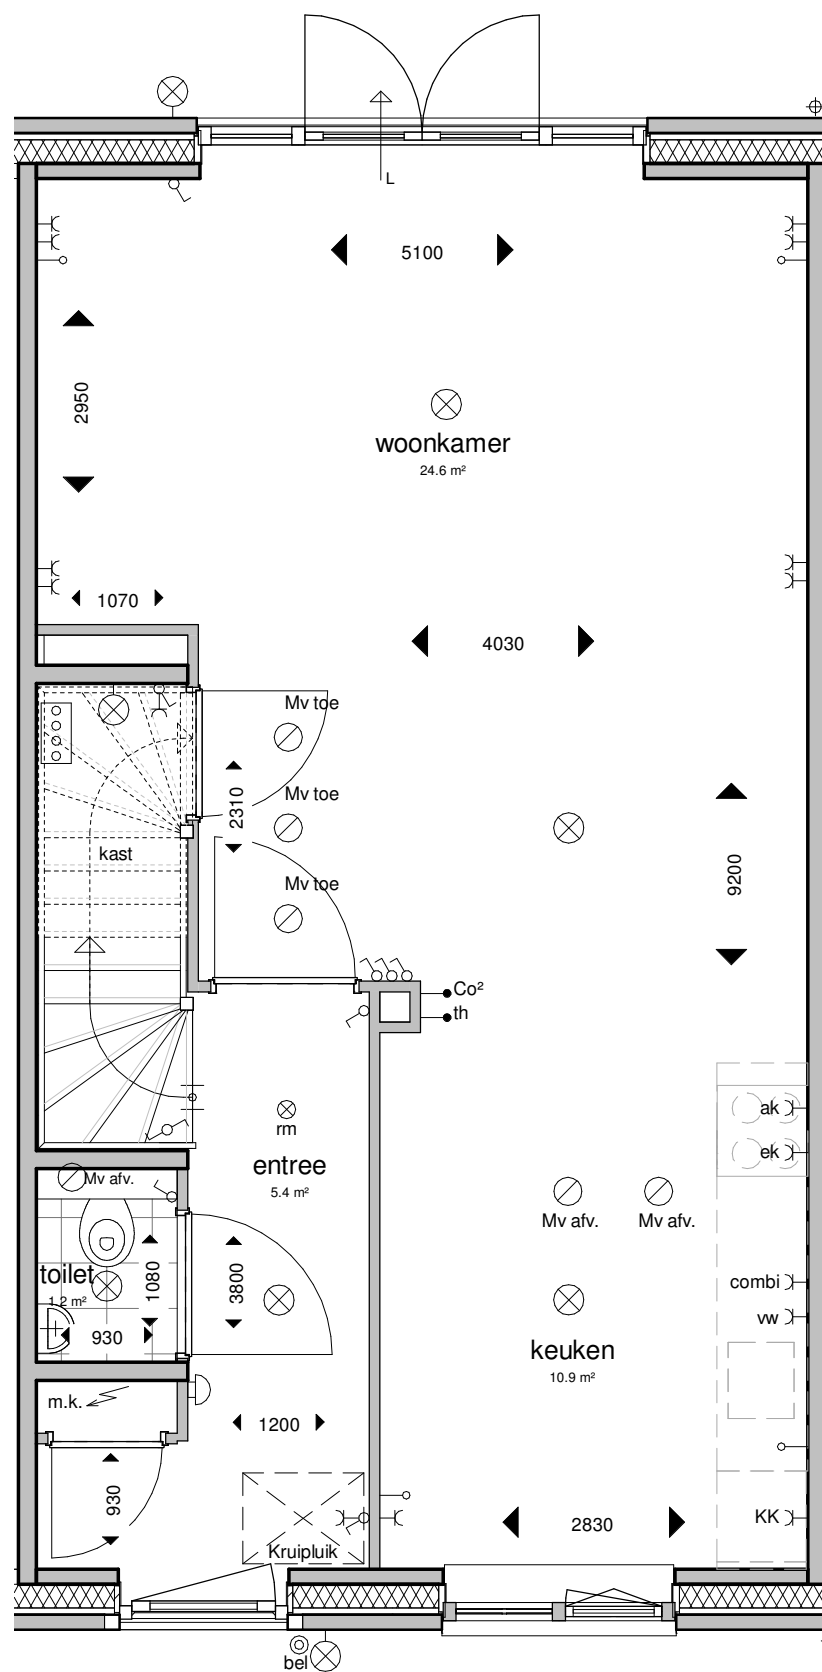 L
5100
2950
woonkamer
24.6 m²
1070
4030
Mv toe
2310
Mv toe
kast
Mv toe
9200
Co²
th
ak
rm
ek
entree
5.4 m²
Mv afv.
Mv afv.
Mv afv.
toilet
1.2 m²
1080
3800
combi
vw
930
keuken
10.9 m²
m.k.
1200
930
KK
2830
Kruipluik
bel